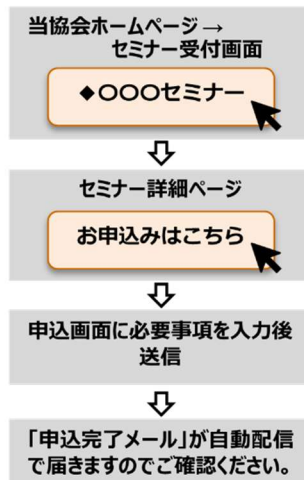 当協会ホームページ→
セミナー受付画面
◆〇〇〇セミナー
セミナー詳細ページ
お申込みはこちら
申込画面に必要事項を入力後
送信
「申込完了メール」が自動配信
で届きますのでご確認ください。